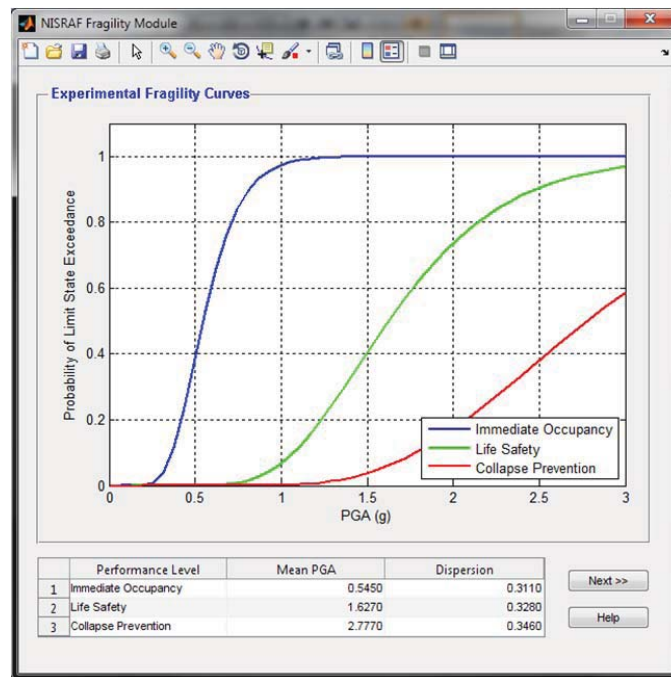 NISRAF Fragility Module
Experimental Fragility Curves
Probability of Limit State Exceedance
1
0.8
0.6
0.4
0.2
0
0 0.5 1 1.5 2 2.5 3
PGA (g)
Immediate Occupancy
Life Safety
Collapse Prevention
Performance Level Mean PGA Dispersion
1 Immediate Occupancy 0.5450 0.3110
2 Life Safety 1.6270 0.3280
3 Collapse Prevention 2.7770 0.3460
Next >>
Help